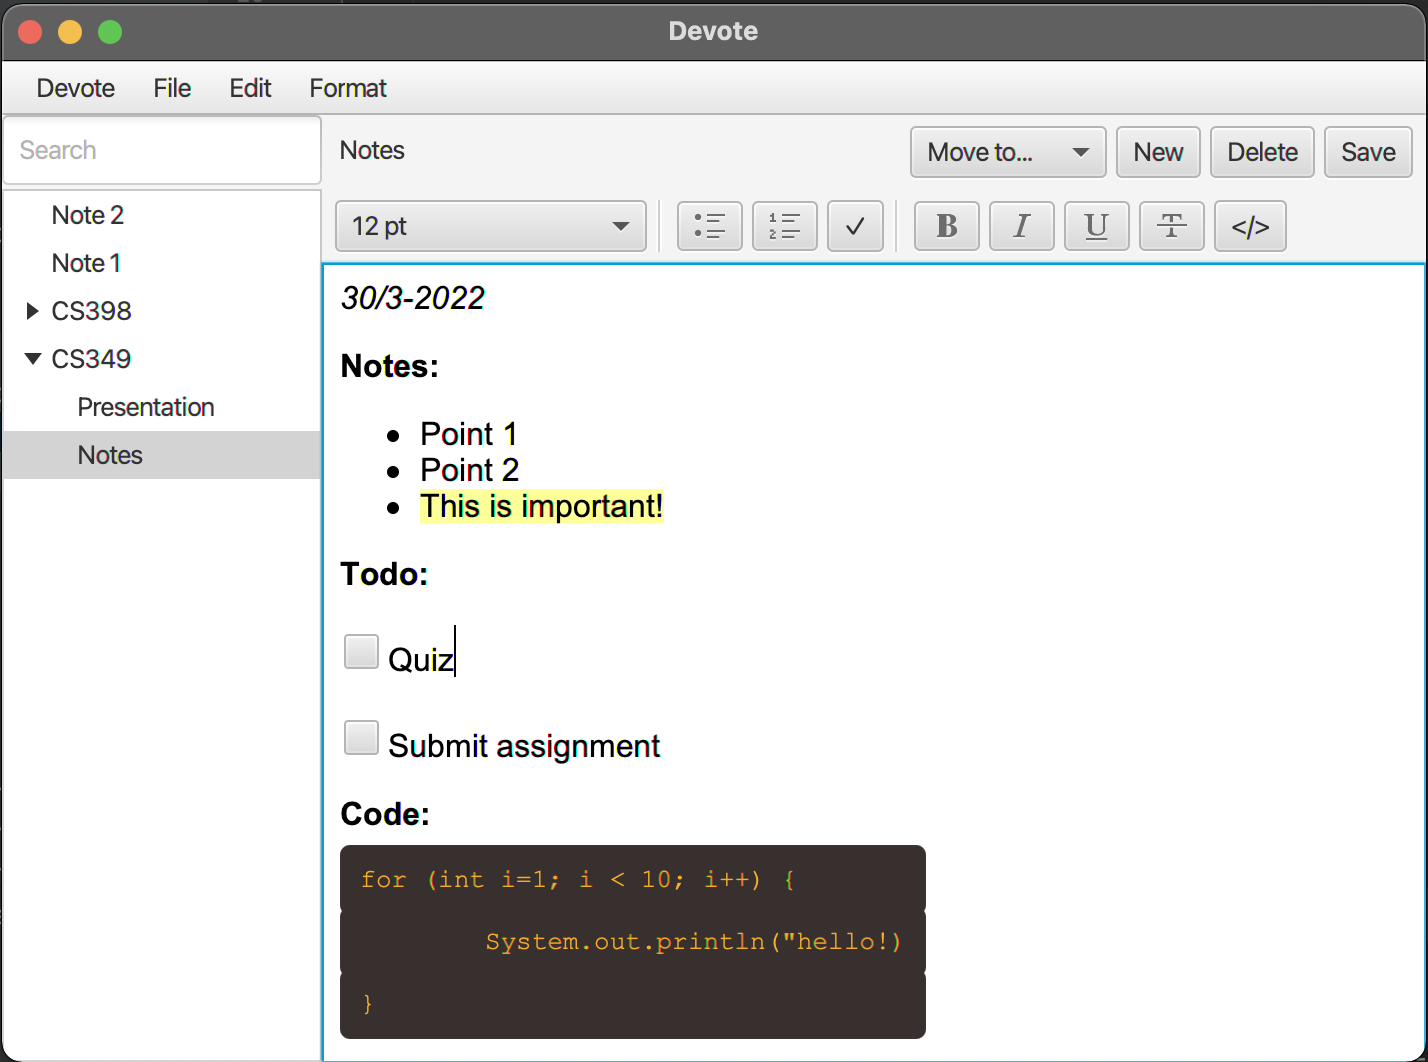 Devote
Devote File Edit Format
Search
Notes
Move to...
New
Delete
Save
12 pt
B I U T </>
Note 2
Note 1
CS398
CS349
Presentation
Notes
30/3-2022
Notes:
• Point 1
• Point 2
• This is important!
Todo:
Quiz
Submit assignment
Code:
for (int i=1; i < 10; i++) {
System.out.println("hello!)
}